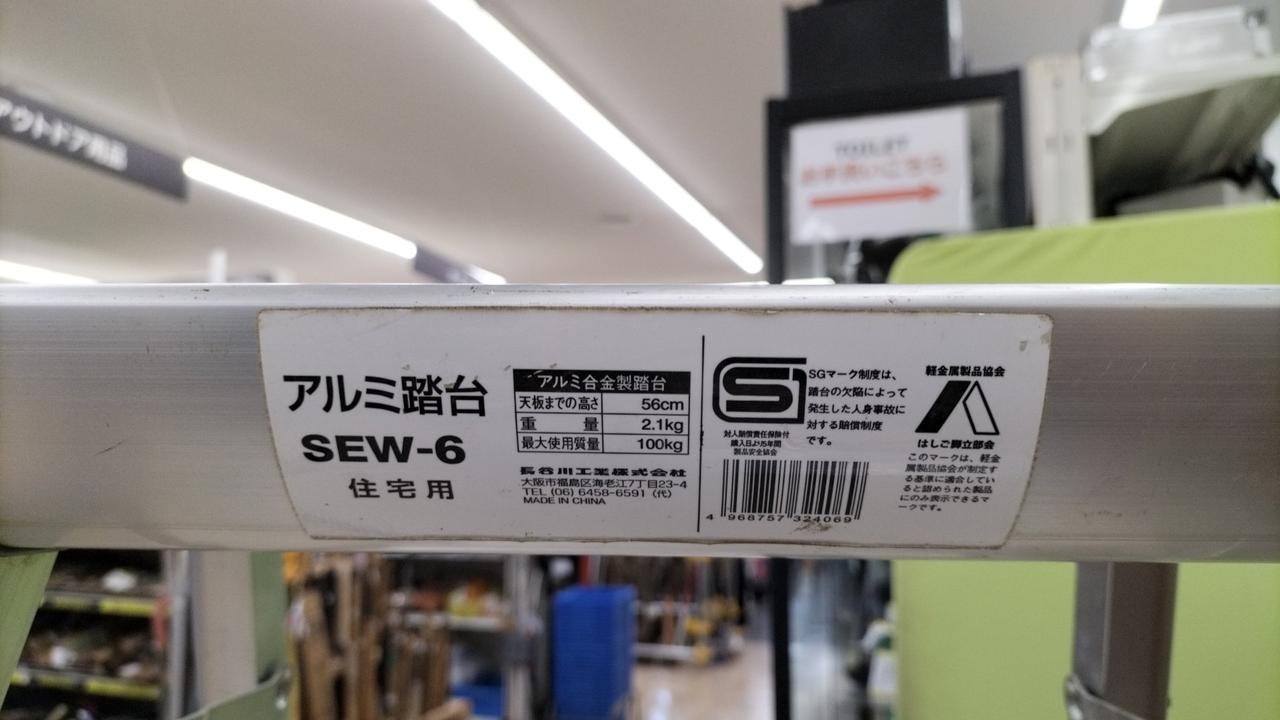 アウトドア用品
TOILET
お手洗いこちら
アルミ踏台
SEW-6
住宅用
アルミ合金製踏台
天板までの高さ 56cm
重量 2.1kg
最大使用質量 100kg
長谷川工業株式会社
大阪市福島区海老江7丁目23-4
TEL (06) 6458-6591 (代)
MADE IN CHINA
SGマーク制度は、
踏台の欠陥によって
発生した人身事故に
対する賠償制度
です。
対人賠償責任保険付
購入日より5年間
製品安全協会
4 968757 324069
軽金属製品協会
はしご脚立部会
このマークは、軽金
属製品協会が制定す
る基準に適合してい
ると認められた製品
にのみ表示できるマ
ークです。